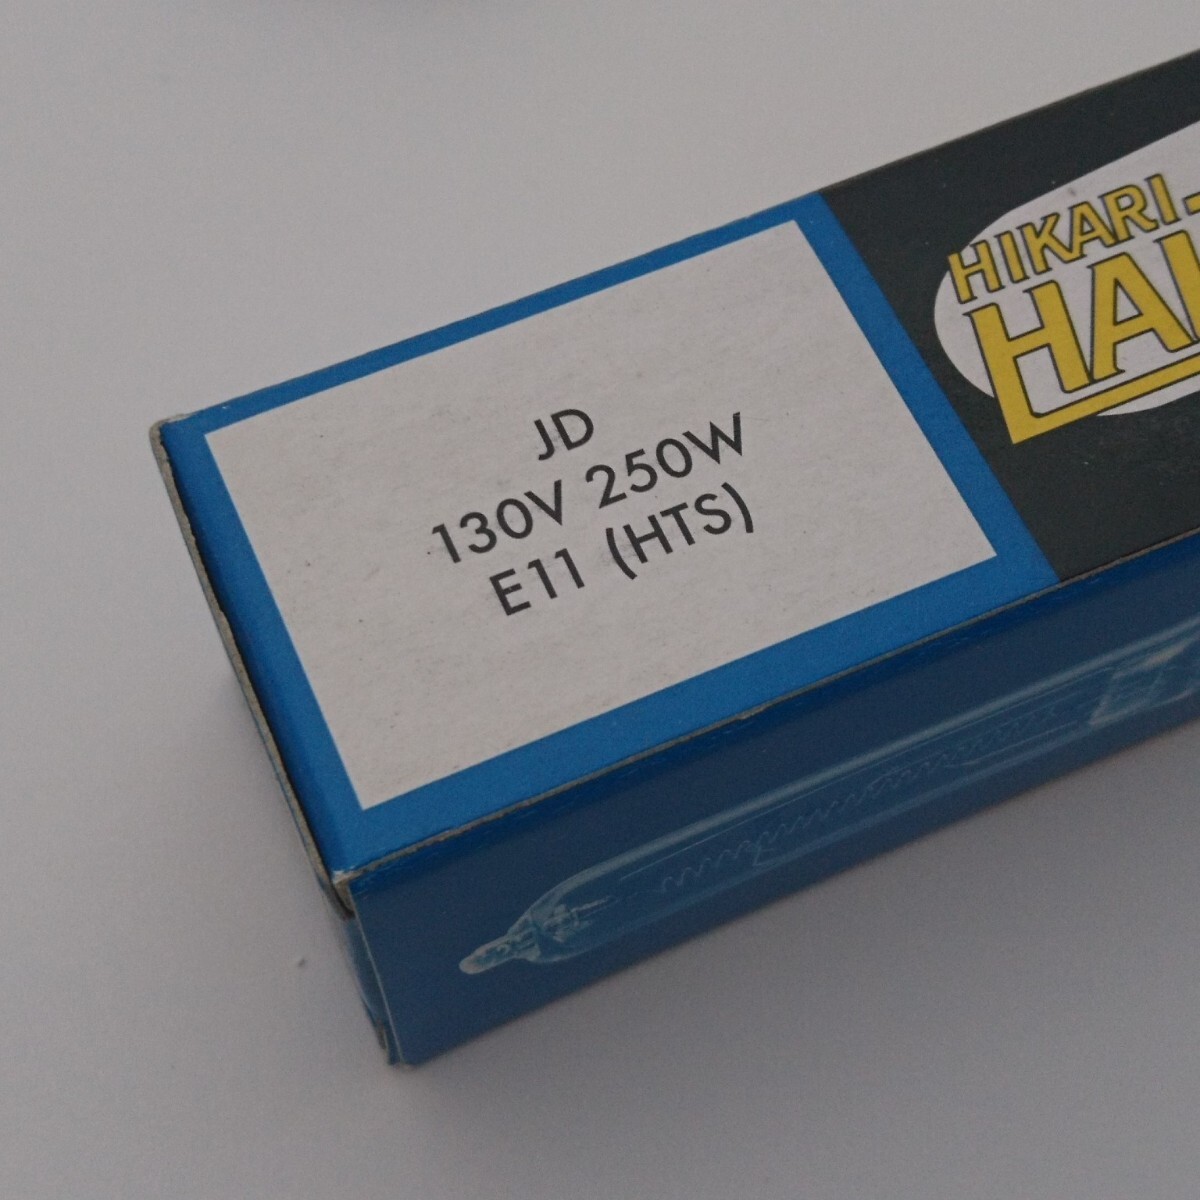 JD
130V 250W
E11 (HTS)
HIKARI